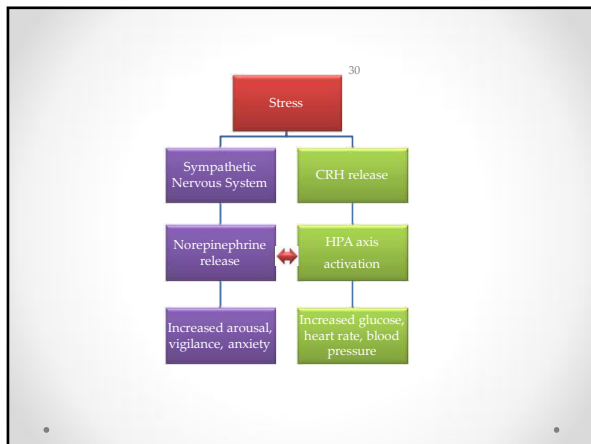 30
Stress
Sympathetic
Nervous System
CRH release
Norepinephrine
release
HPA axis
activation
Increased arousal,
vigilance, anxiety
Increased glucose,
heart rate, blood
pressure